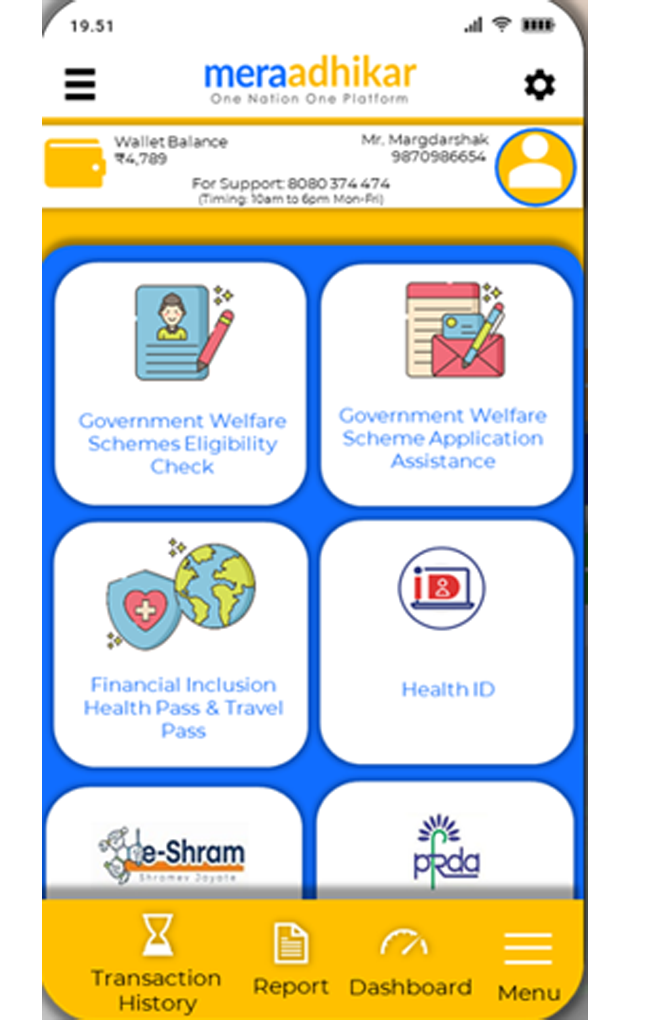 19.51
meraadhikar
One Nation One Platform
Wallet Balance
₹4,789
Mr. Margdarshak
9870986654
For Support: 8080 374 474
(Timing: 10am to 6pm Mon-Fri)
Government Welfare
Schemes Eligibility
Check
Government Welfare
Scheme Application
Assistance
Financial Inclusion
Health Pass & Travel
Pass
iD
Health ID
e-Shram
Shramev Jayate
pfrda
Transaction
History
Report
Dashboard
Menu